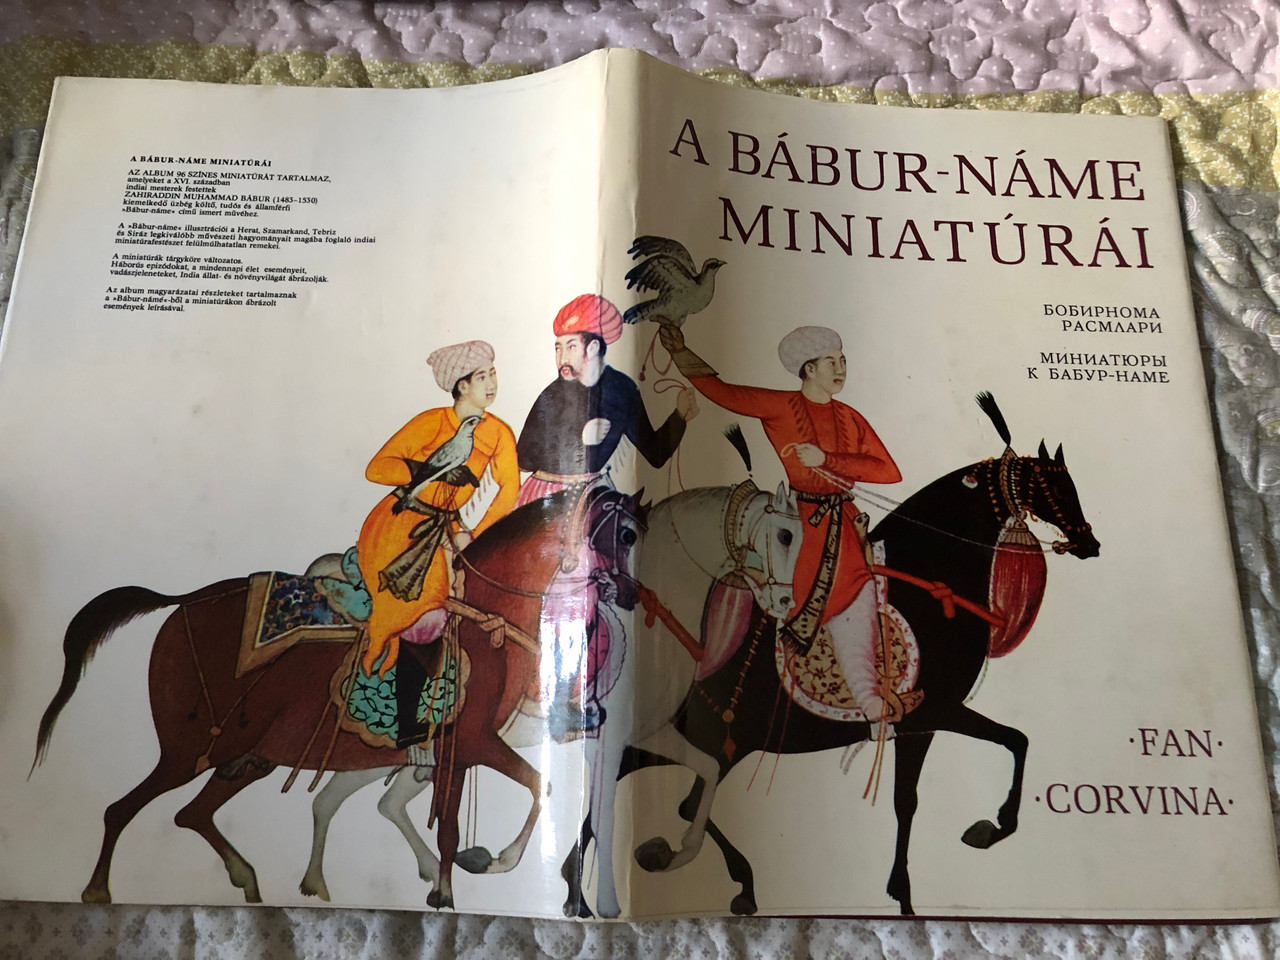 A BÁBUR-NÁME MINIATÚRÁI
AZ ALBUM 96 SZÍNES MINIATÚRÁT TARTALMAZ,
amelyeket a XVI. században
indiai mesterek festettek
ZAHIRADDIN MUHAMMAD BÁBUR (1483–1530)
kiemelkedő üzbég költő, tudós és államférfi
»Bábur-náme« című ismert művéhez.
A »Bábur-náme« illusztrációi a Herat, Szamarkand, Tebriz
és Siráz legkiválóbb művészeti hagyományait magába foglaló indiai
miniatúrafestészet felülmúlhatatlan remekei.
A miniatúrák tárgyköre változatos.
Háborús epizódokat, a mindennapi élet eseményeit,
vadászjeleneteket, India állat- és növényvilágát ábrázolják.
Az album magyarázatai részleteket tartalmaznak
a »Bábur-námé«-ből a miniatúrákon ábrázolt
események leírásával.
A BÁBUR-NÁME
MINIATÚRÁI
БОБИРНОМА
РАСМЛАРИ
МИНИАТЮРЫ
К БАБУР-НАМЕ
·FAN·
·CORVINA·